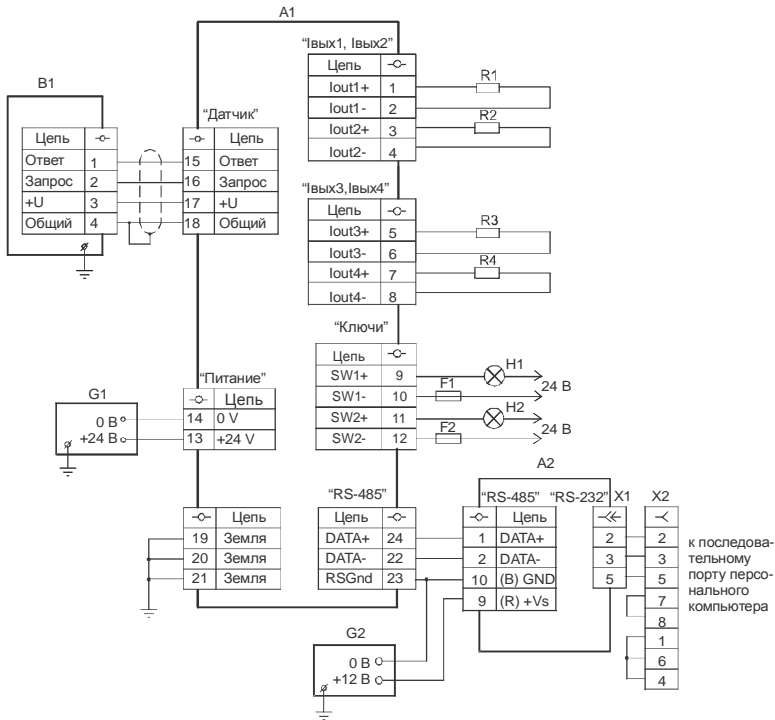 A1
"Iвых1, Iвых2"
Цепь
Iout1+ 1
Iout1- 2
Iout2+ 3
Iout2- 4
R1
R2
B1
Цепь
Ответ 1
Запрос 2
+U 3
Общий 4
"Датчик"
Цепь
15 Ответ
16 Запрос
17 +U
18 Общий
"Iвых3,Iвых4"
Цепь
Iout3+ 5
Iout3- 6
Iout4+ 7
Iout4- 8
R3
R4
"Ключи"
Цепь
SW1+ 9
SW1- 10
SW2+ 11
SW2- 12
H1
F1
24 В
H2
F2
24 В
G1
0 В
+24 В
"Питание"
Цепь
14 0 V
13 +24 V
Цепь
19 Земля
20 Земля
21 Земля
"RS-485"
Цепь
DATA+ 24
DATA- 22
RSGnd 23
A2
"RS-485" "RS-232" X1 X2
Цепь
1 DATA+
2 DATA-
10 (B) GND
9 (R) +Vs
2
3
5
2
3
5
7
8
1
6
4
к последова-
тельному
порту персо-
нального
компьютера
G2
0 В
+12 В